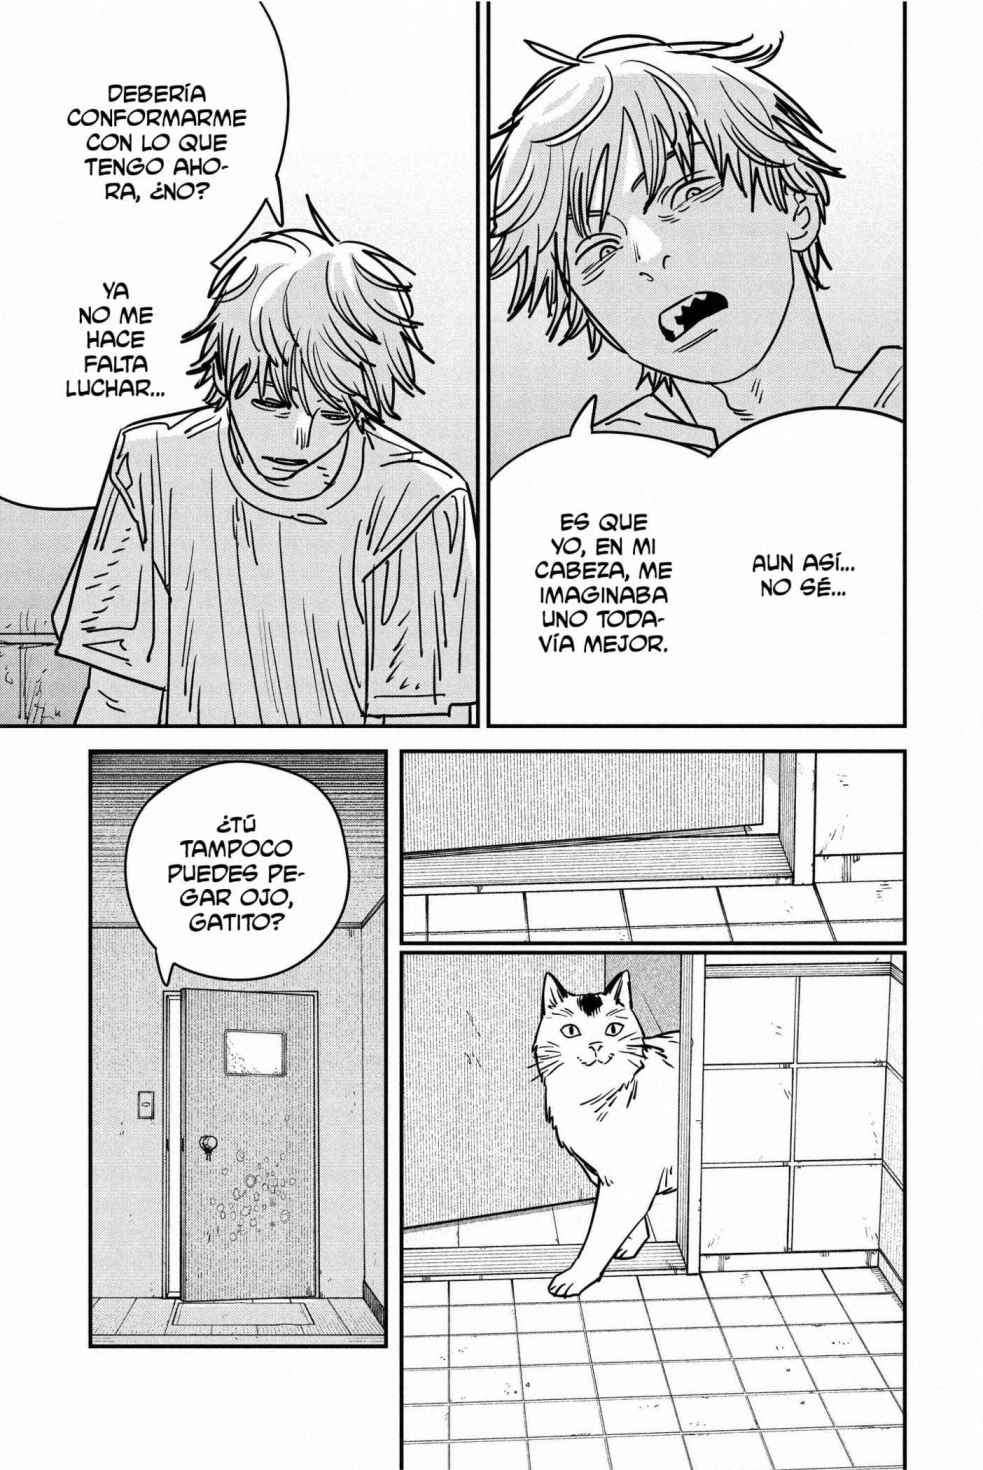 AUN ASÍ...
NO SÉ...
ES QUE
YO, EN MI
CABEZA, ME
IMAGINABA
UNO TODA-
VÍA MEJOR.
DEBERÍA
CONFORMARME
CON LO QUE
TENGO AHO-
RA, ¿NO?
YA
NO ME
HACE
FALTA
LUCHAR...
¿TÚ
TAMPOCO
PUEDES PE-
GAR OJO,
GATITO?